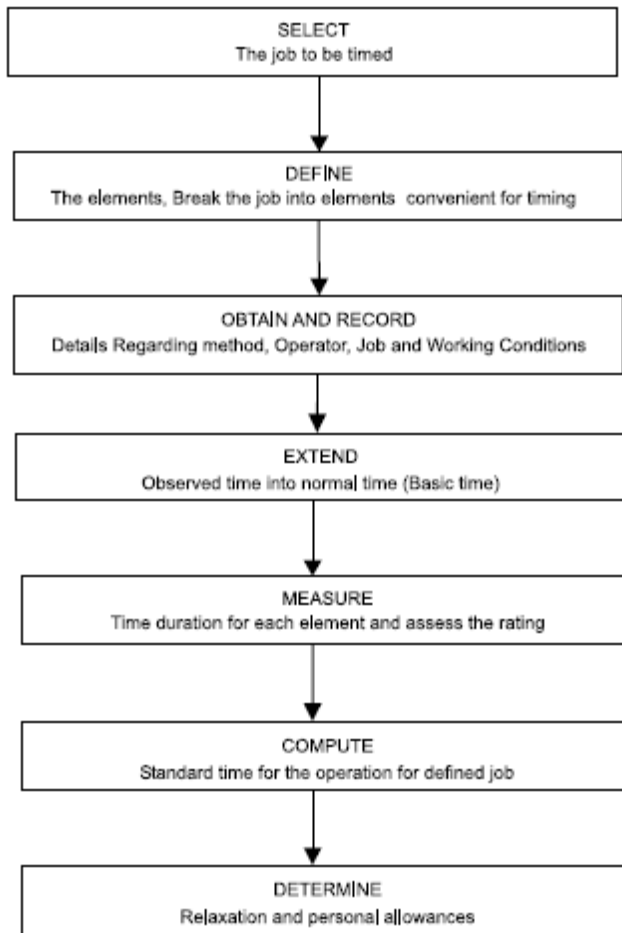 SELECT
The job to be timed
DEFINE
The elements, Break the job into elements convenient for timing
OBTAIN AND RECORD
Details Regarding method, Operator, Job and Working Conditions
EXTEND
Observed time into normal time (Basic time)
MEASURE
Time duration for each element and assess the rating
COMPUTE
Standard time for the operation for defined job
DETERMINE
Relaxation and personal allowances